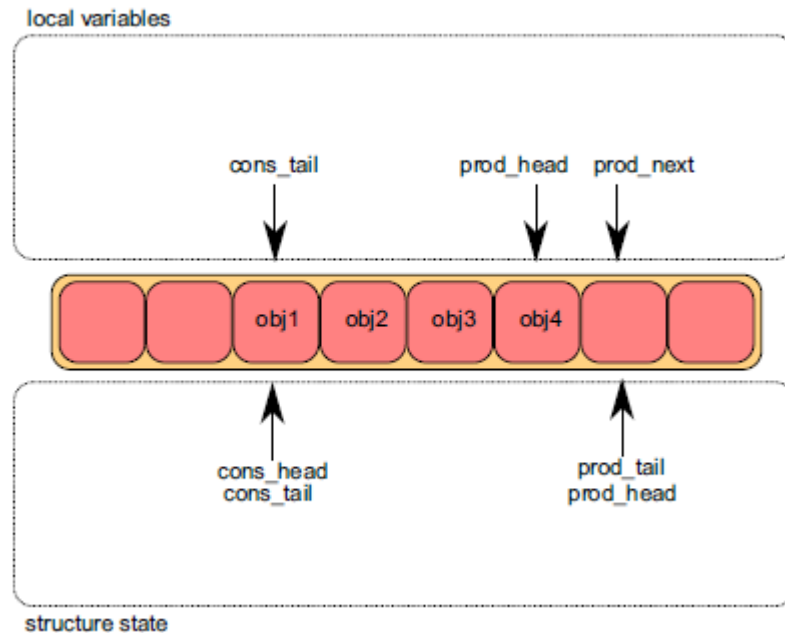 local variables
cons_tail prod_head prod_next
obj1 obj2 obj3 obj4
cons_head
cons_tail
prod_tail
prod_head
structure state